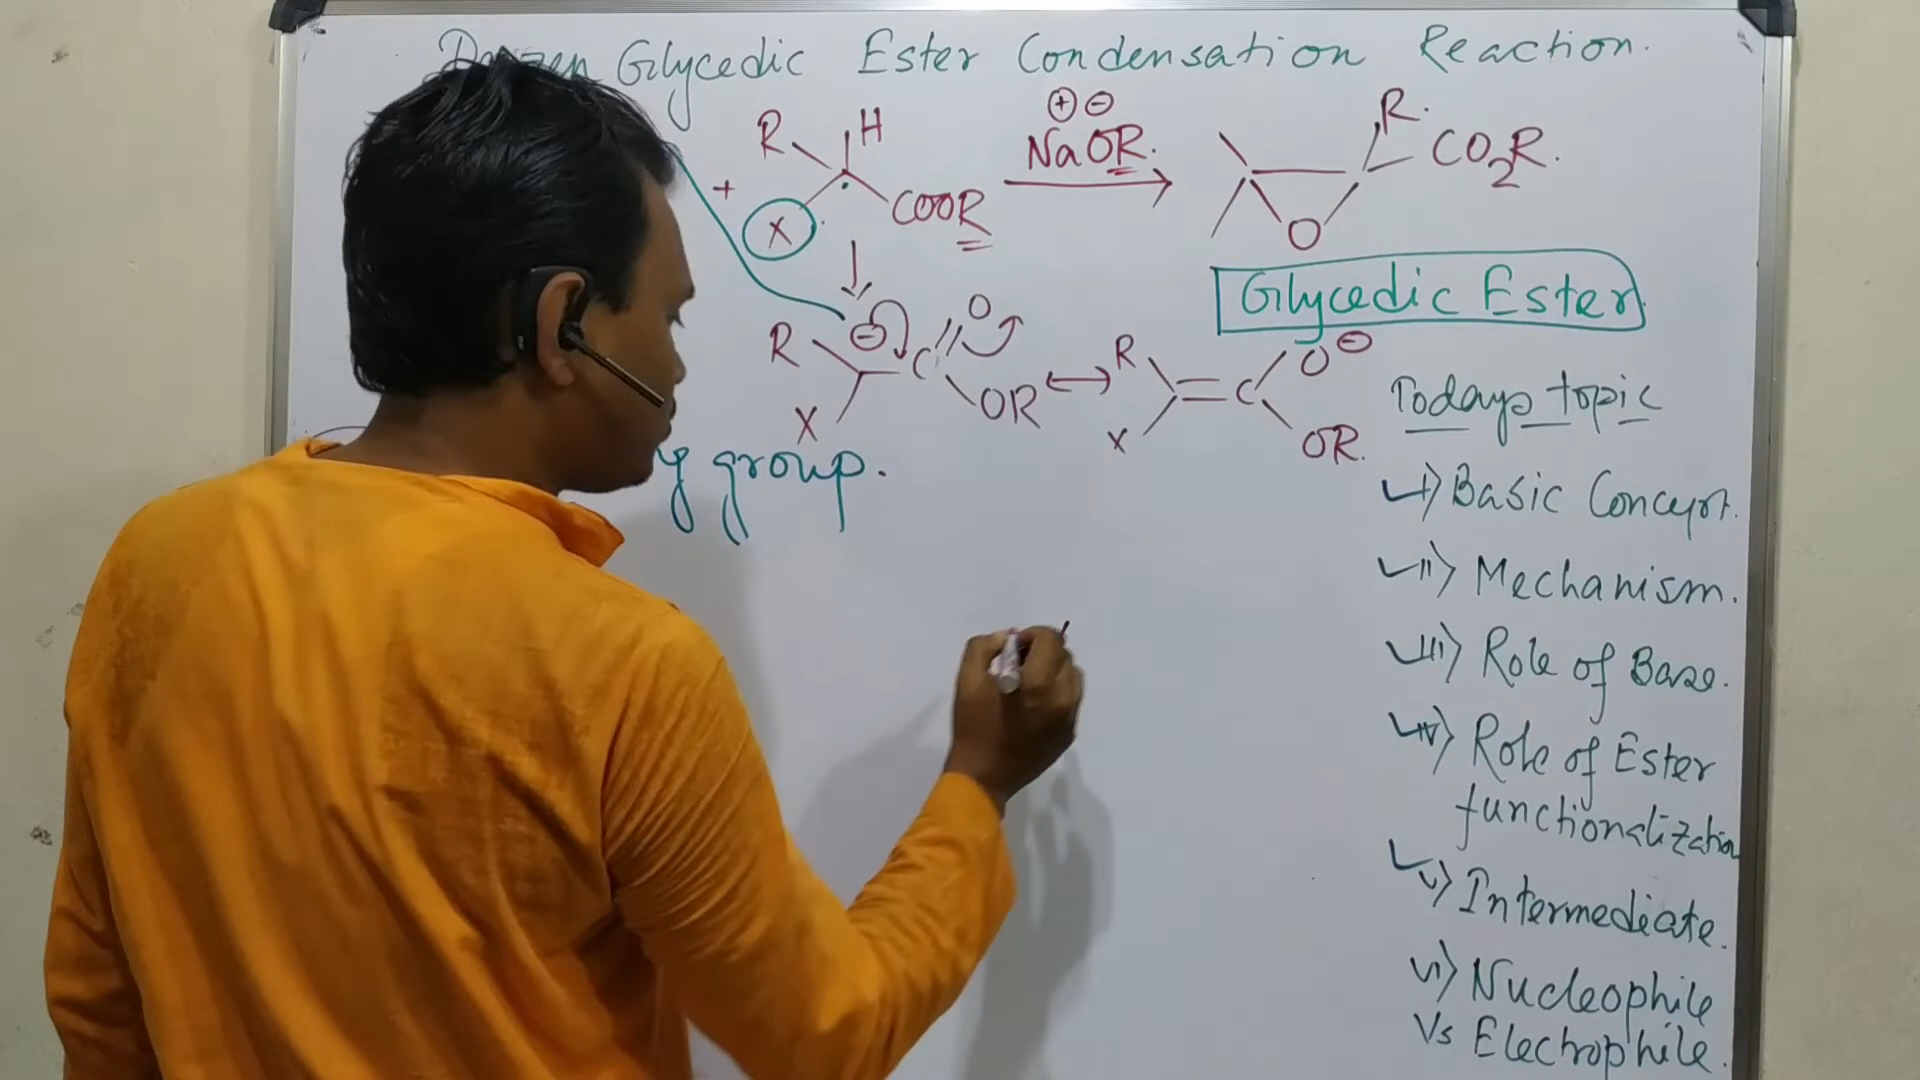 Glycedic Ester Condensation Reaction.
R H
+ X COOR
⊕ ⊖
NaOR.
R.
CO₂R.
O
Glycedic Ester
R ⊖ C O
X OR
R C O ⊖
X OR.
group.
Todays topic
I) Basic Concept.
II) Mechanism.
III) Role of Base.
IV) Role of Ester
functionalization
V) Intermediate.
VI) Nucleophile
Vs Electrophile.